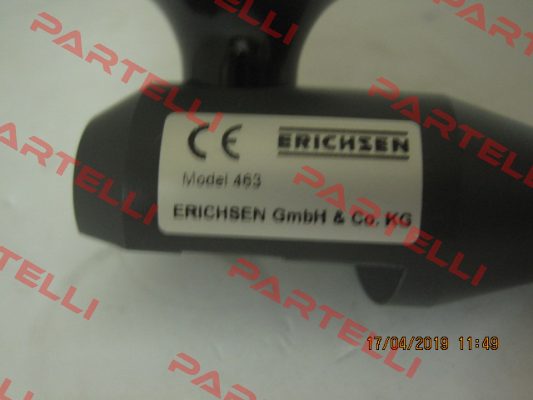 PARTELLI
PARTELLI
PARTELLI
CE ERICHSEN
Model 463
ERICHSEN GmbH & Co. KG
PARTELLI
PARTELLI
17/04/2019 11:49
PARTELLI